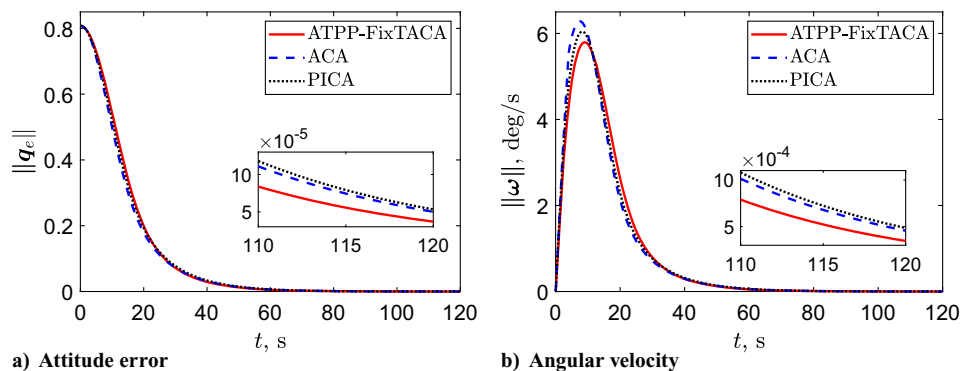 0.8
0.6
0.4
0.2
0
‖q_e‖
ATPP-FixTACA
ACA
PICA
×10^-5
10
5
110 115 120
0 20 40 60 80 100 120
t, s
a) Attitude error
6
4
2
0
‖ω‖, deg/s
ATPP-FixTACA
ACA
PICA
×10^-4
10
5
110 115 120
0 20 40 60 80 100 120
t, s
b) Angular velocity